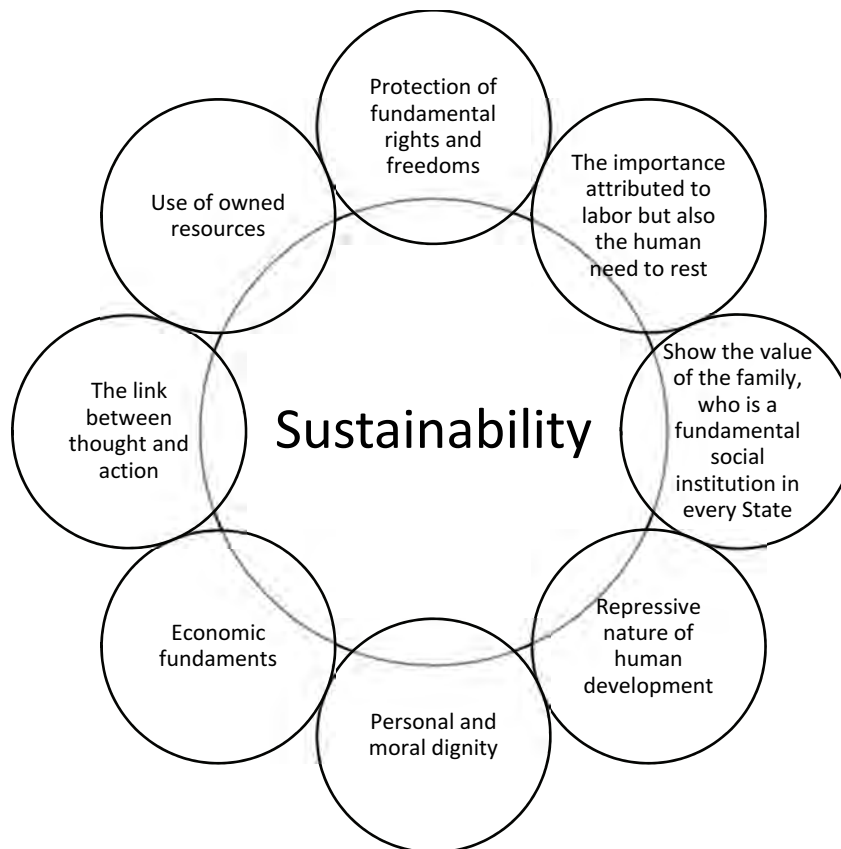 Protection of
fundamental
rights and
freedoms
The importance
attributed to
labor but also
the human
need to rest
Show the value
of the family,
who is a
fundamental
social
institution in
every State
Repressive
nature of
human
development
Personal and
moral dignity
Economic
fundaments
The link
between
thought and
action
Use of owned
resources
Sustainability